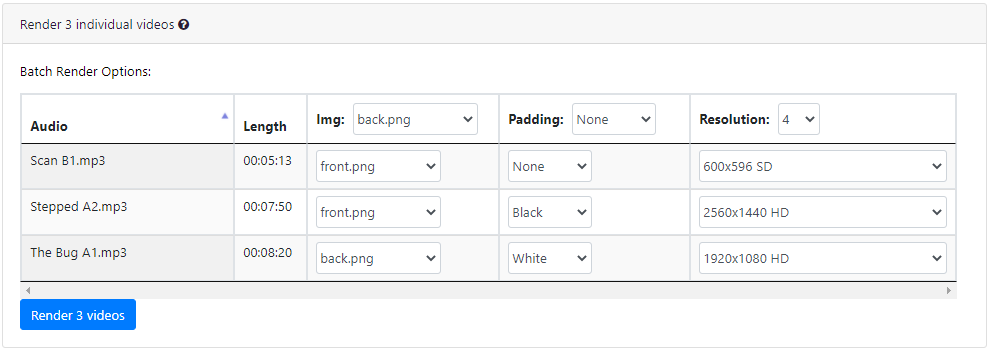 Render 3 individual videos
Batch Render Options:
Audio Length Img: back.png Padding: None Resolution: 4
Scan B1.mp3 00:05:13 front.png None 600x596 SD
Stepped A2.mp3 00:07:50 front.png Black 2560x1440 HD
The Bug A1.mp3 00:08:20 back.png White 1920x1080 HD
Render 3 videos